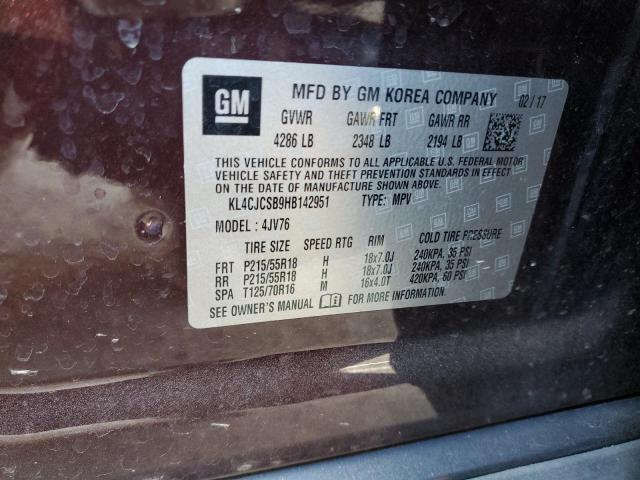 GM
MFD BY GM KOREA COMPANY 02/17
GVWR GAWR FRT GAWR RR
4286 LB 2348 LB 2194 LB
THIS VEHICLE CONFORMS TO ALL APPLICABLE U.S. FEDERAL MOTOR
VEHICLE SAFETY AND THEFT PREVENTION STANDARDS IN EFFECT
ON THE DATE OF MANUFACTURE SHOWN ABOVE.
KL4CJCSB9HB142951 TYPE: MPV
MODEL : 4JV76
TIRE SIZE SPEED RTG RIM COLD TIRE PRESSURE
FRT P215/55R18 H 18x7.0J 240KPA, 35 PSI
RR P215/55R18 H 18x7.0J 240KPA, 35 PSI
SPA T125/70R16 M 16x4.0T 420KPA, 60 PSI
SEE OWNER'S MANUAL FOR MORE INFORMATION.